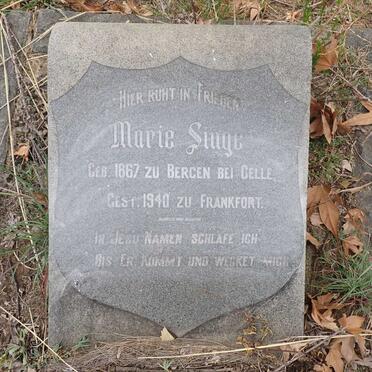 Hier ruht in Frieden
Marie Singe
Geb. 1867 zu Bergen bei Celle,
Gest. 1940 zu Frankfort.
In Jesu Namen schlafe ich
Bis Er kommt und wecket mich